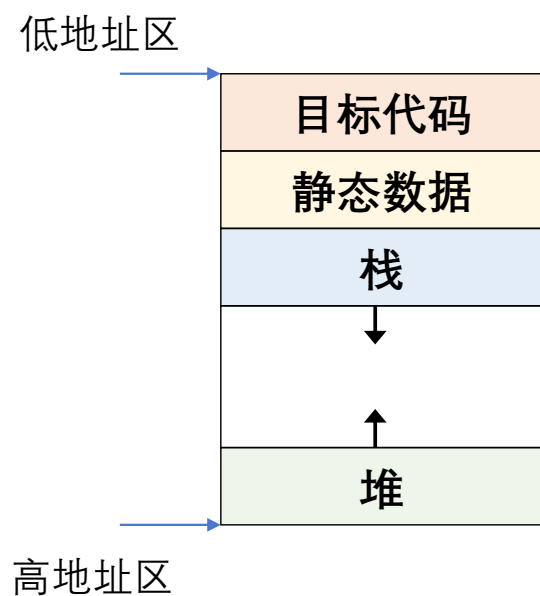 低地址区
目标代码
静态数据
栈
堆
高地址区